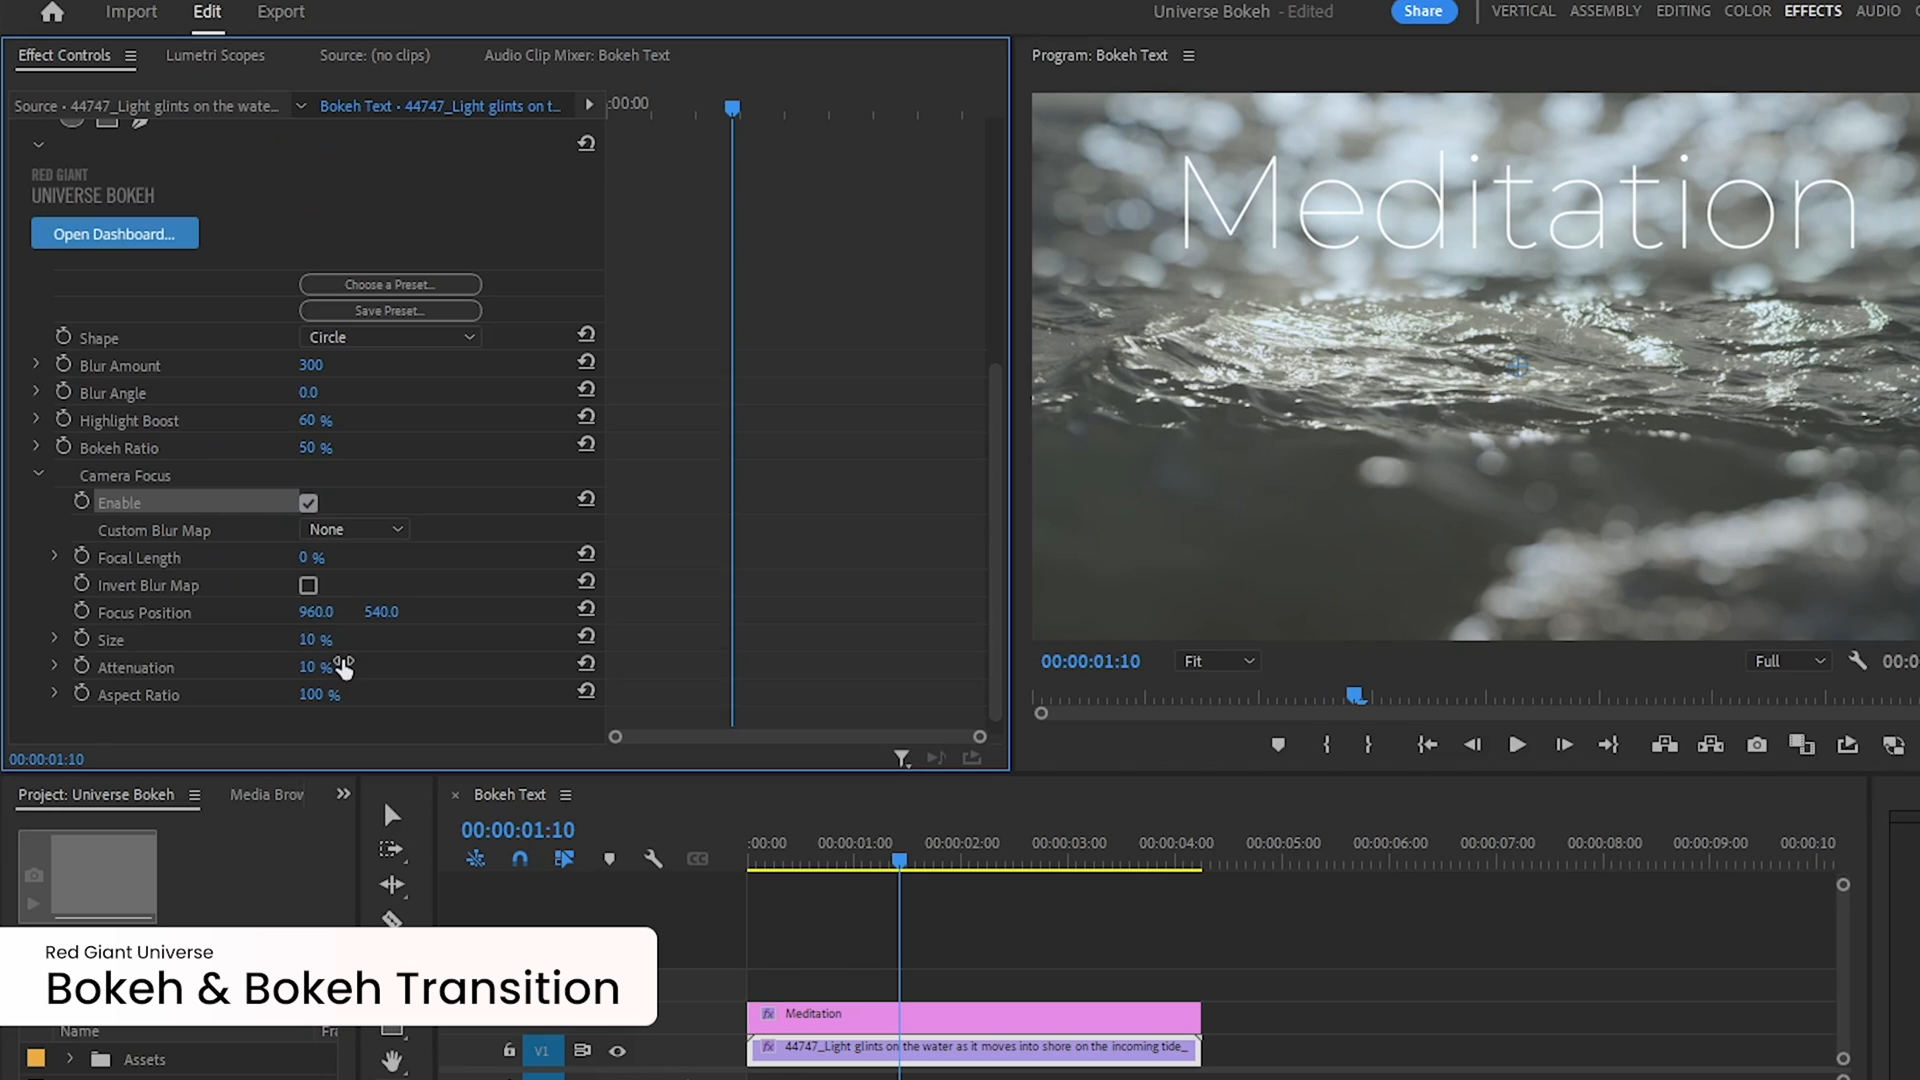 Import
Edit
Export
Universe Bokeh - Edited
Share
VERTICAL
ASSEMBLY
EDITING
COLOR
EFFECTS
AUDIO
Effect Controls
Lumetri Scopes
Source: (no clips)
Audio Clip Mixer: Bokeh Text
Program: Bokeh Text
Source · 44747_Light glints on the wate...
Bokeh Text · 44747_Light glints on t...
:00:00
RED GIANT
UNIVERSE BOKEH
Open Dashboard...
Choose a Preset...
Save Preset...
Shape
Circle
Blur Amount
300
Blur Angle
0.0
Highlight Boost
60 %
Bokeh Ratio
50 %
Camera Focus
Enable
Custom Blur Map
None
Focal Length
0 %
Invert Blur Map
Focus Position
960.0
540.0
Size
10 %
Attenuation
10 %
Aspect Ratio
100 %
00:00:01:10
Meditation
00:00:01:10
Fit
Full
00:0
Project: Universe Bokeh
Media Brow
Bokeh Text
00:00:01:10
:00:00
00:00:01:00
00:00:02:00
00:00:03:00
00:00:04:00
00:00:05:00
00:00:06:00
00:00:07:00
00:00:08:00
00:00:09:00
00:00:10
CC
Red Giant Universe
Bokeh & Bokeh Transition
Name
Fra
Assets
fx Meditation
V1
fx 44747_Light glints on the water as it moves into shore on the incoming tide_